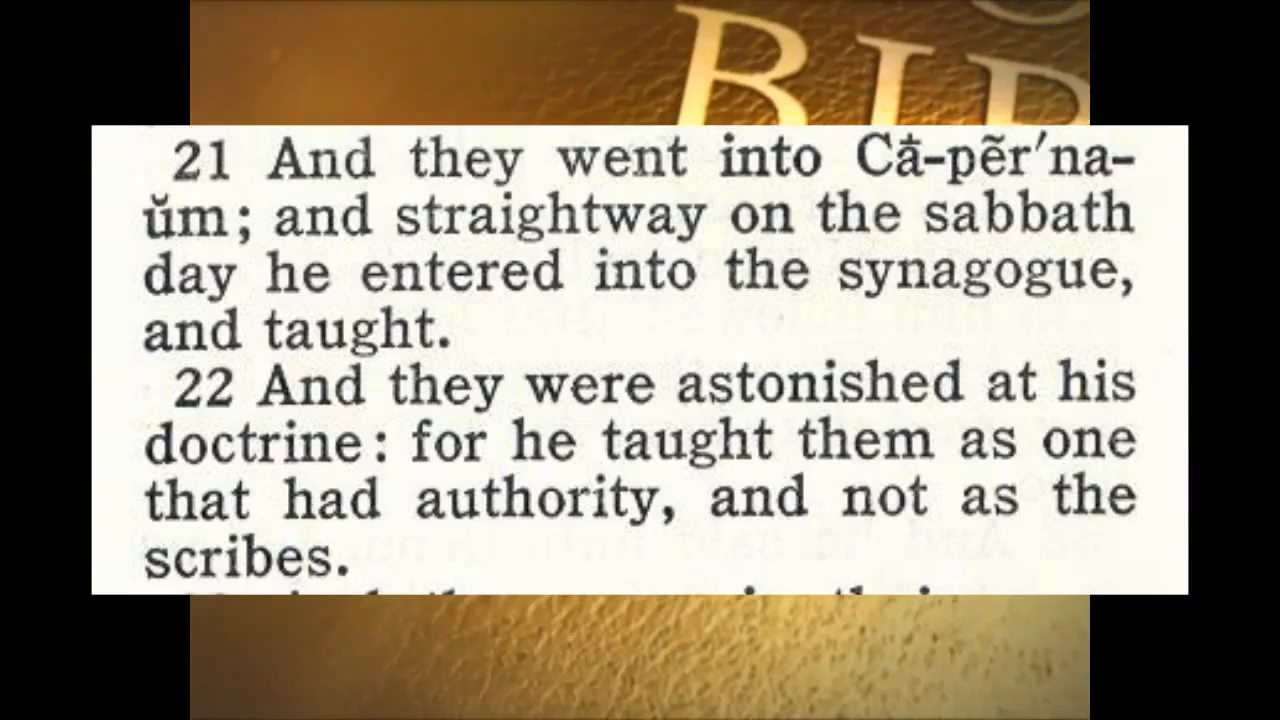 BIB
21 And they went into Cā̇-pẽr′na-
ŭm; and straightway on the sabbath
day he entered into the synagogue,
and taught.
22 And they were astonished at his
doctrine: for he taught them as one
that had authority, and not as the
scribes.